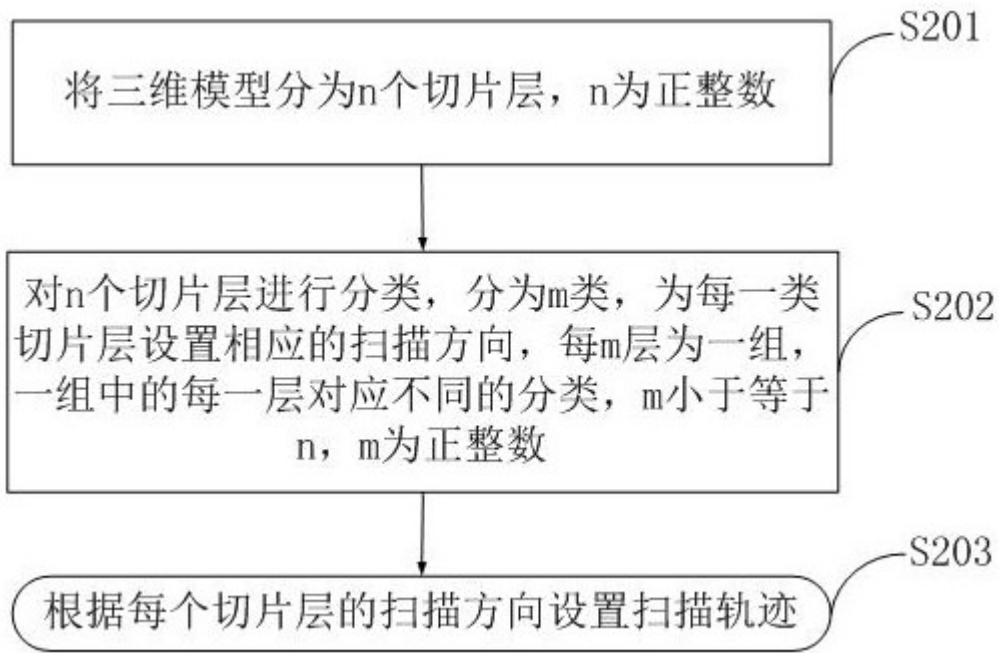 S201
将三维模型分为n个切片层，n为正整数
S202
对n个切片层进行分类，分为m类，为每一类
切片层设置相应的扫描方向，每m层为一组，
一组中的每一层对应不同的分类，m小于等于
n，m为正整数
S203
根据每个切片层的扫描方向设置扫描轨迹